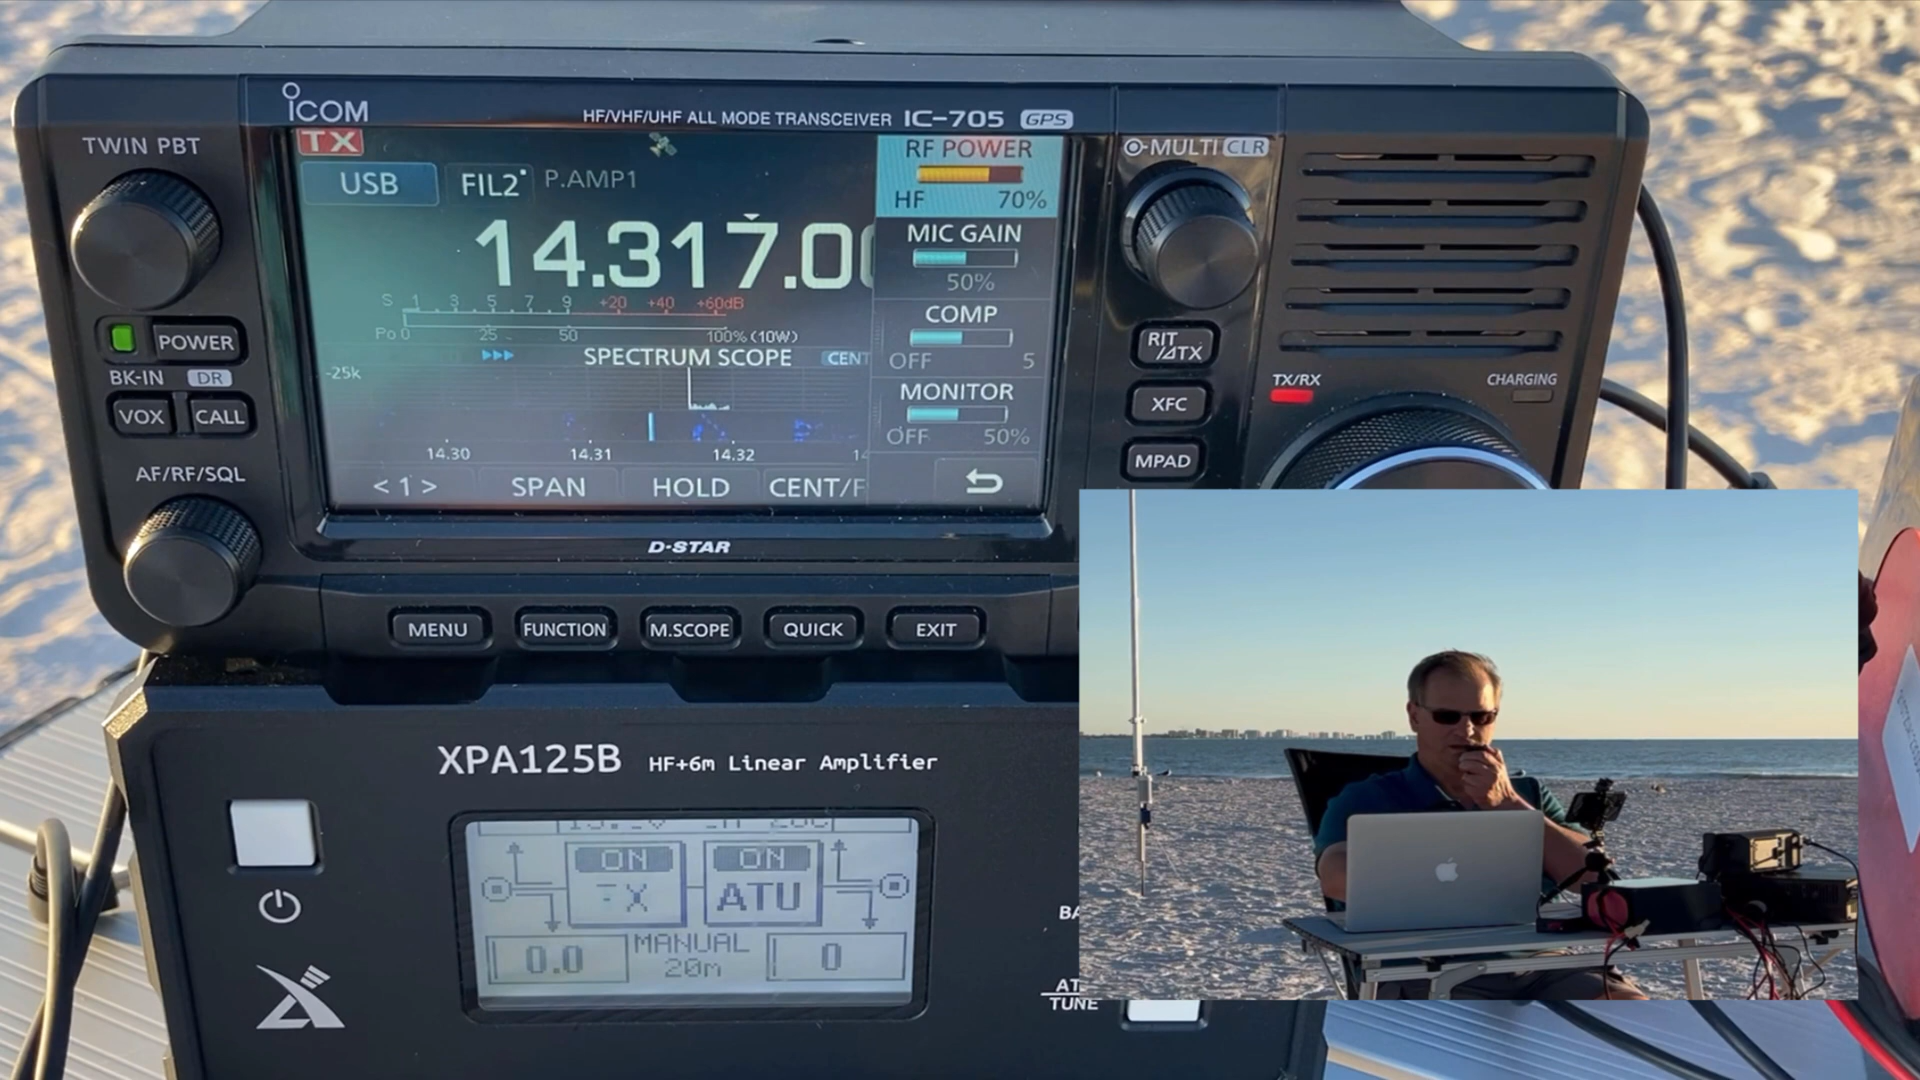 ICOM
HF/VHF/UHF ALL MODE TRANSCEIVER IC-705 GPS
TWIN PBT
TX
USB
FIL2
P.AMP1
RF POWER
HF 70%
MULTI CLR
14.317.0
MIC GAIN
50%
S 1 3 5 7 9 +20 +40 +60dB
Po 0 25 50 100% (10W)
COMP
OFF 5
POWER
RIT
/⊿TX
SPECTRUM SCOPE
CENT
-25k
BK-IN DR
TX/RX
CHARGING
MONITOR
OFF 50%
VOX
CALL
XFC
14.30 14.31 14.32 14
MPAD
AF/RF/SQL
< 1 >
SPAN
HOLD
CENT/F
D-STAR
MENU
FUNCTION
M.SCOPE
QUICK
EXIT
XPA125B HF+6m Linear Amplifier
ON
ON
X
ATU
MANUAL
0.0
20m
0
BA
AT
TUNE